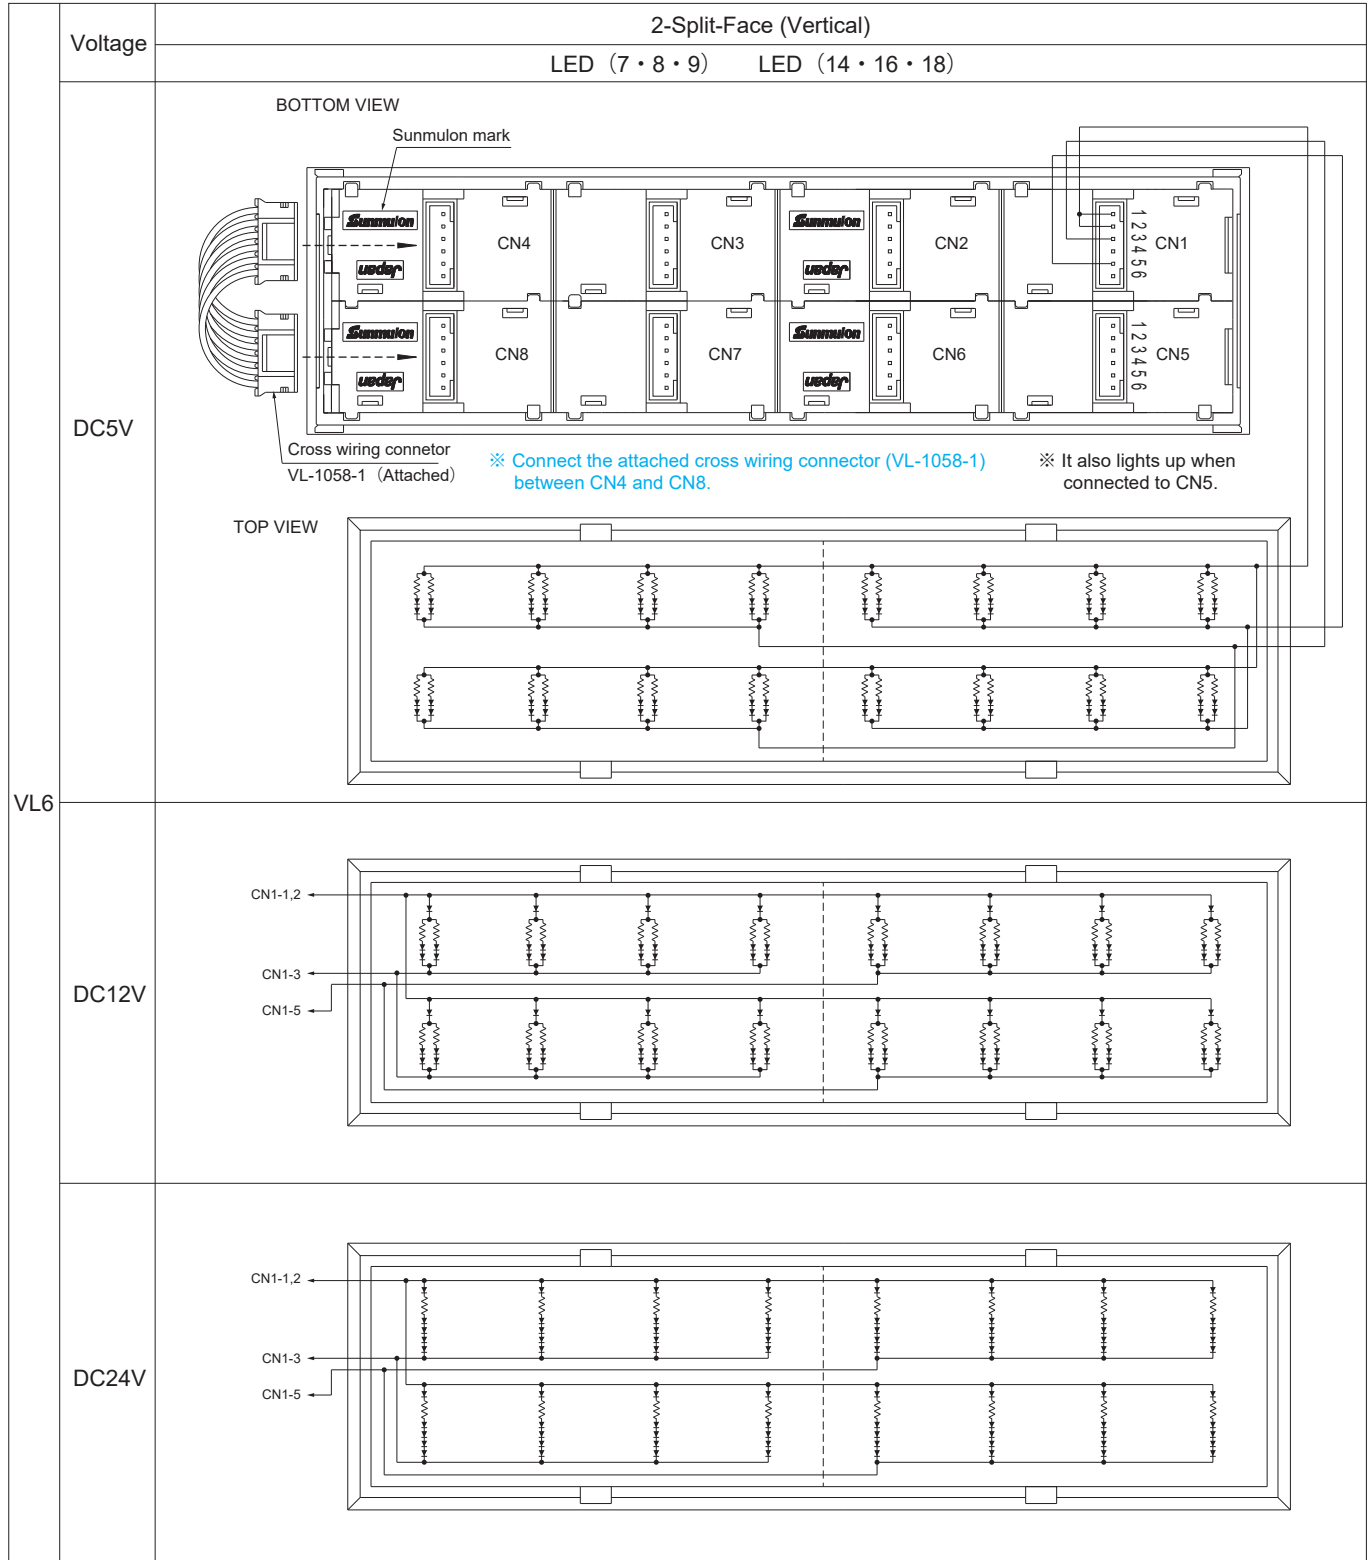 2-Split-Face (Vertical)
Voltage
LED（7・8・9） LED（14・16・18）
BOTTOM VIEW
Sunmulon mark
Sunmulon
Japan
CN4
CN3
Sunmulon
Japan
CN2
1 2 3 4 5 6
CN1
Sunmulon
Japan
CN8
CN7
Sunmulon
Japan
CN6
1 2 3 4 5 6
CN5
DC5V
Cross wiring connetor
VL-1058-1（Attached）
※ Connect the attached cross wiring connector (VL-1058-1)
between CN4 and CN8.
※ It also lights up when
connected to CN5.
TOP VIEW
VL6
CN1-1,2
CN1-3
DC12V
CN1-5
CN1-1,2
CN1-3
DC24V
CN1-5